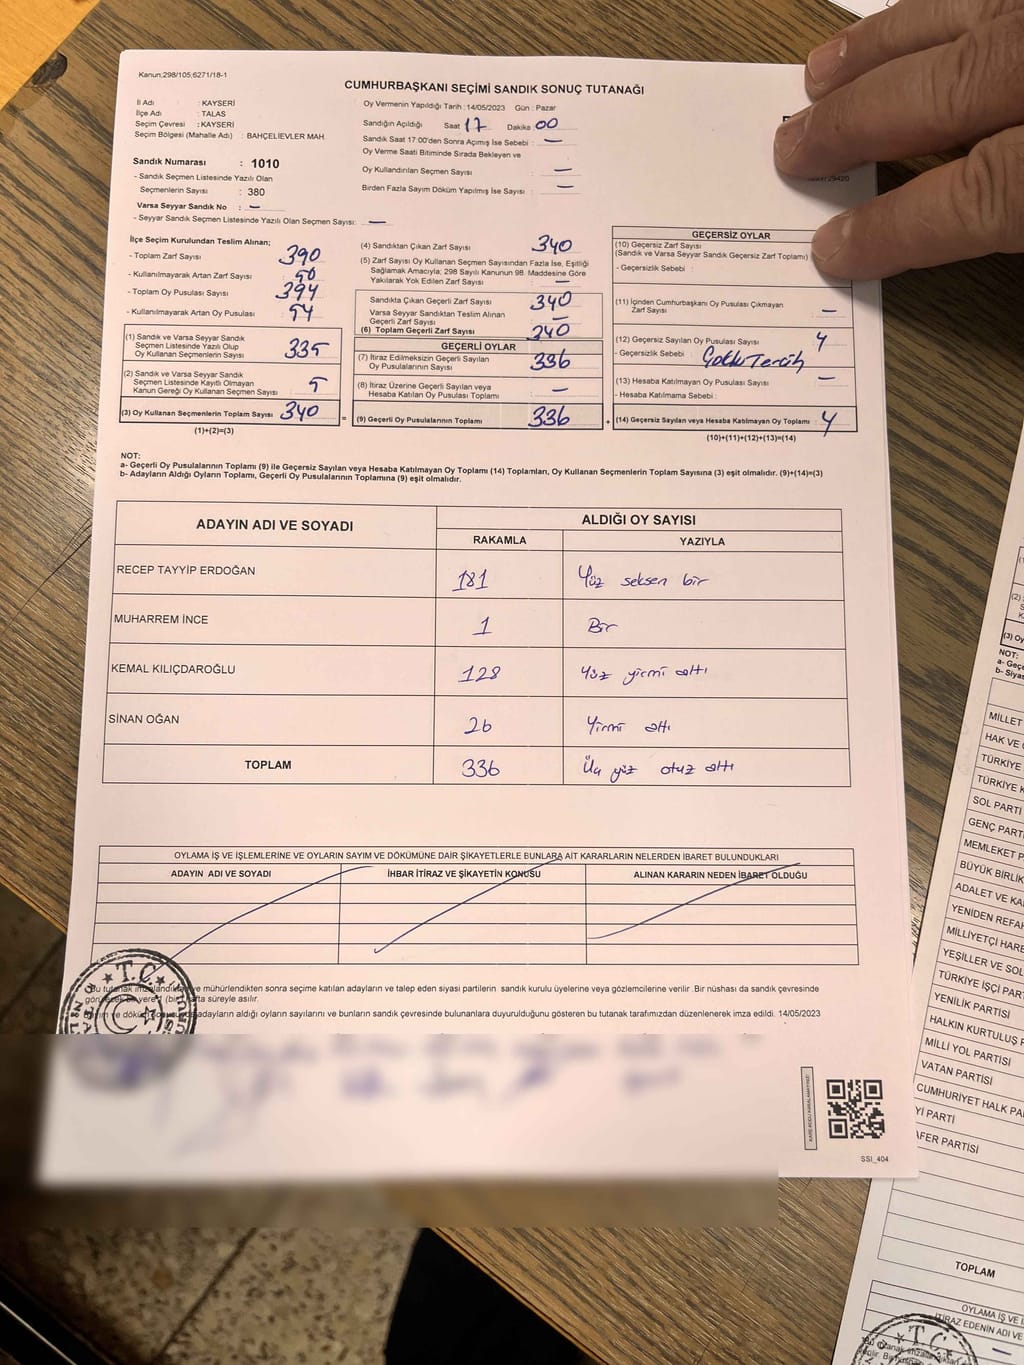 Kanun,298/105;6271/18-1
CUMHURBAŞKANI SEÇİMİ SANDIK SONUÇ TUTANAĞI
İl Adı : KAYSERİ
İlçe Adı : TALAS
Seçim Çevresi : KAYSERİ
Seçim Bölgesi (Mahalle Adı) : BAHÇELİEVLER MAH.
Oy Vermenin Yapıldığı Tarih : 14/05/2023 Gün : Pazar
Sandığın Açıldığı Saat 17 Dakika 00
Sandık Saat 17:00'den Sonra Açımış İse Sebebi : —
Oy Verme Saati Bitiminde Sırada Bekleyen ve
Oy Kullandırılan Seçmen Sayısı : —
Birden Fazla Sayım Döküm Yapılmış İse Sayısı : —
Sandık Numarası : 1010
- Sandık Seçmen Listesinde Yazılı Olan
Seçmenlerin Sayısı : 380
Varsa Seyyar Sandık No : —
- Seyyar Sandık Seçmen Listesinde Yazılı Olan Seçmen Sayısı: —
İlçe Seçim Kurulundan Teslim Alınan;
- Toplam Zarf Sayısı 390
- Kullanılmayarak Artan Zarf Sayısı : 50
- Toplam Oy Pusulası Sayısı 394
- Kullanılmayarak Artan Oy Pusulası : 54
(1) Sandık ve Varsa Seyyar Sandık
Seçmen Listesinde Yazılı Olup
Oy Kullanan Seçmenlerin Sayısı 335
(2) Sandık ve Varsa Seyyar Sandık
Seçmen Listesinde Kayıtlı Olmayan
Kanun Gereği Oy Kullanan Seçmen Sayısı 5
(3) Oy Kullanan Seçmenlerin Toplam Sayısı 340
(1)+(2)=(3)
(4) Sandıktan Çıkan Zarf Sayısı 340
(5) Zarf Sayısı Oy Kullanan Seçmen Sayısından Fazla İse, Eşitliği
Sağlamak Amacıyla; 298 Sayılı Kanunun 98. Maddesine Göre
Yakılarak Yok Edilen Zarf Sayısı : —
Sandıkta Çıkan Geçerli Zarf Sayısı 340
Varsa Seyyar Sandıktan Teslim Alınan
Geçerli Zarf Sayısı : —
(6) Toplam Geçerli Zarf Sayısı 340
GEÇERLİ OYLAR
(7) İtiraz Edilmeksizin Geçerli Sayılan
Oy Pusulasının Sayısı 336
(8) İtiraz Üzerine Geçerli Sayılan veya
Hesaba Katılan Oy Pusulası Toplamı : —
= (9) Geçerli Oy Pusulalarının Toplamı 336 +
GEÇERSİZ OYLAR
(10) Geçersiz Zarf Sayısı
(Sandık ve Varsa Seyyar Sandık Geçersiz Zarf Toplamı)
- Geçersizlik Sebebi :
(11) İçinden Cumhurbaşkanı Oy Pusulası Çıkmayan
Zarf Sayısı : —
(12) Geçersiz Sayılan Oy Pusulası Sayısı 4
- Geçersizlik Sebebi : Çoklu Tercih
(13) Hesaba Katılmayan Oy Pusulası Sayısı : —
- Hesaba Katılmama Sebebi :
(14) Geçersiz Sayılan veya Hesaba Katılmayan Oy Toplamı : 4
(10)+(11)+(12)+(13)=(14)
NOT:
a- Geçerli Oy Pusulalarının Toplamı (9) ile Geçersiz Sayılan veya Hesaba Katılmayan Oy Toplamı (14) Toplamları, Oy Kullanan Seçmenlerin Toplam Sayısına (3) eşit olmalıdır. (9)+(14)=(3)
b- Adayların Aldığı Oyların Toplamı, Geçerli Oy Pusulalarının Toplamına (9) eşit olmalıdır.
ADAYIN ADI VE SOYADI ALDIĞI OY SAYISI
RAKAMLA YAZIYLA
RECEP TAYYİP ERDOĞAN 181 Yüz seksen bir
MUHARREM İNCE 1 Bir
KEMAL KILIÇDAROĞLU 128 Yüz yirmi altı
SİNAN OĞAN 26 Yirmi altı
TOPLAM 336 Üç yüz otuz altı
OYLAMA İŞ VE İŞLEMLERİNE VE OYLARIN SAYIM VE DÖKÜMÜNE DAİR ŞİKAYETLERLE BUNLARA AİT KARARLARIN NELERDEN İBARET BULUNDUKLARI
ADAYIN ADI VE SOYADI İHBAR İTİRAZ VE ŞİKAYETİN KONUSU ALINAN KARARIN NEDEN İBARET OLDUĞU
Bu tutanak imzalandıktan ve mühürlendikten sonra seçime katılan adayların ve talep eden siyasi partilerin sandık kurulu üyelerine veya gözlemcilerine verilir .Bir nüshası da sandık çevresinde
görülecek bir yere 1 (bir) hafta süreyle asılır.
adayların aldığı oyların sayılarını ve bunların sandık çevresinde bulunanlara duyurulduğunu gösteren bu tutanak tarafımızdan düzenlenerek imza edildi. 14/05/2023
T.C.
SSI_404
(3) Oy
NOT:
a- Geçe
b- Siyas
MİLLET
HAK VE
TÜRKİYE
TÜRKİYE K
SOL PARTİ
GENÇ PART
MEMLEKET P
BÜYÜK BİRLİK
ADALET VE KA
YENİDEN REFA
MİLLİYETÇİ HARE
YEŞİLLER VE SOL
TÜRKİYE İŞÇİ PART
YENİLİK PARTİSİ
HALKIN KURTULUŞ P
MİLLİ YOL PARTİSİ
VATAN PARTİSİ
CUMHURİYET HALK PA
Yİ PARTİ
AFER PARTİSİ
TOPLAM
OYLAMA İŞ VE İ
İTİRAZ EDENİN ADI VE
T.C.